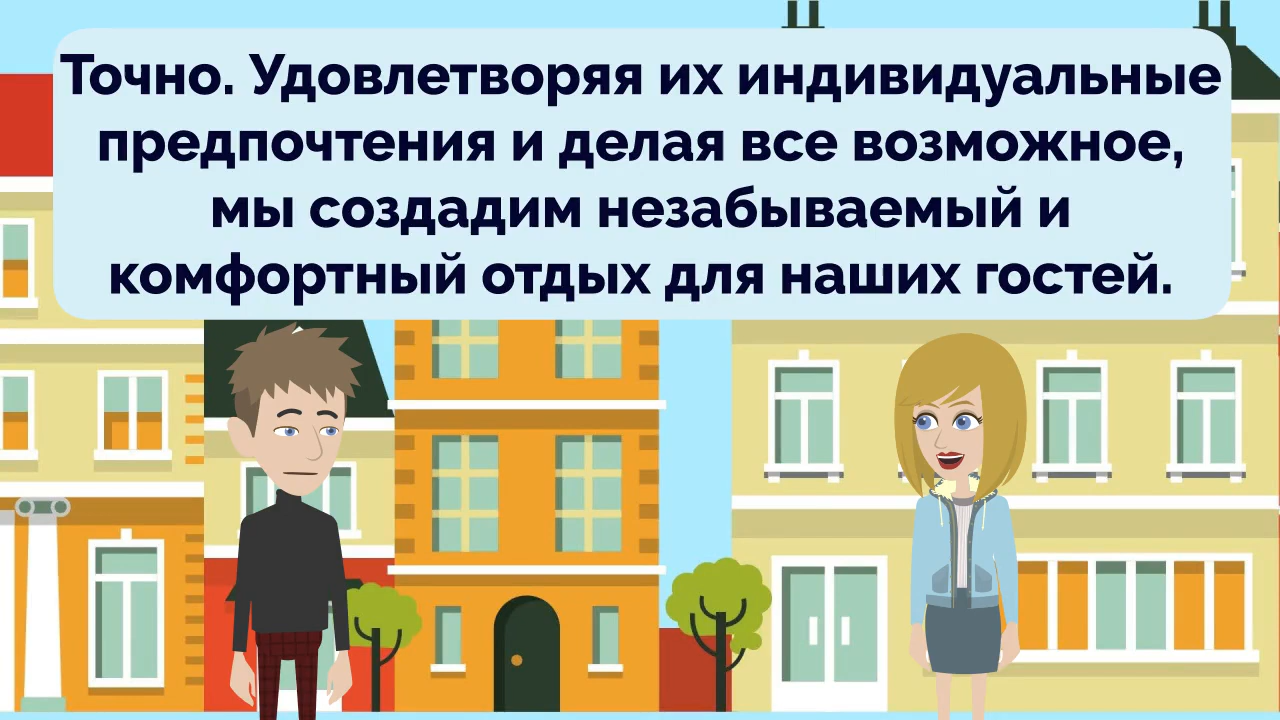 Точно. Удовлетворяя их индивидуальные
предпочтения и делая все возможное,
мы создадим незабываемый и
комфортный отдых для наших гостей.